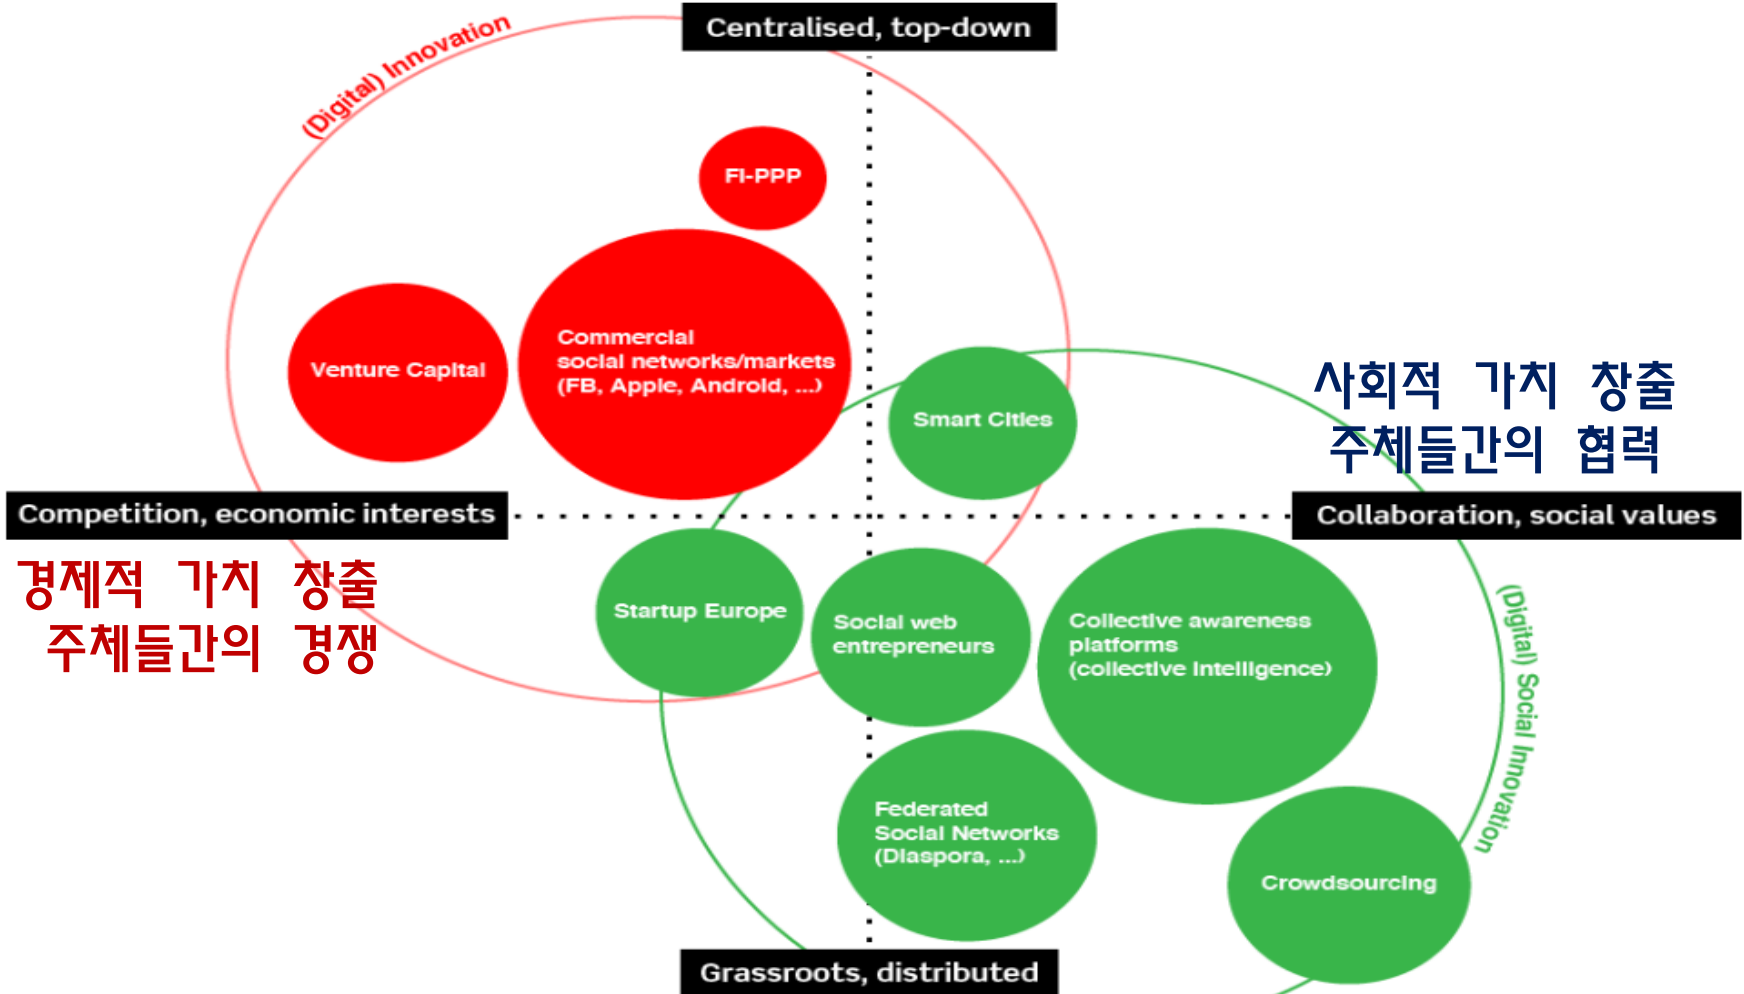 Centralised, top-down
(Digital) Innovation
FI-PPP
Commercial
social networks/markets
(FB, Apple, Android, ...)
Venture Capital
Smart Cities
사회적 가치 창출
주체들간의 협력
Competition, economic interests
Collaboration, social values
경제적 가치 창출
주체들간의 경쟁
Startup Europe
Social web
entrepreneurs
Collective awareness
platforms
(collective intelligence)
(Digital) Social Innovation
Federated
Social Networks
(Diaspora, ...)
Crowdsourcing
Grassroots, distributed